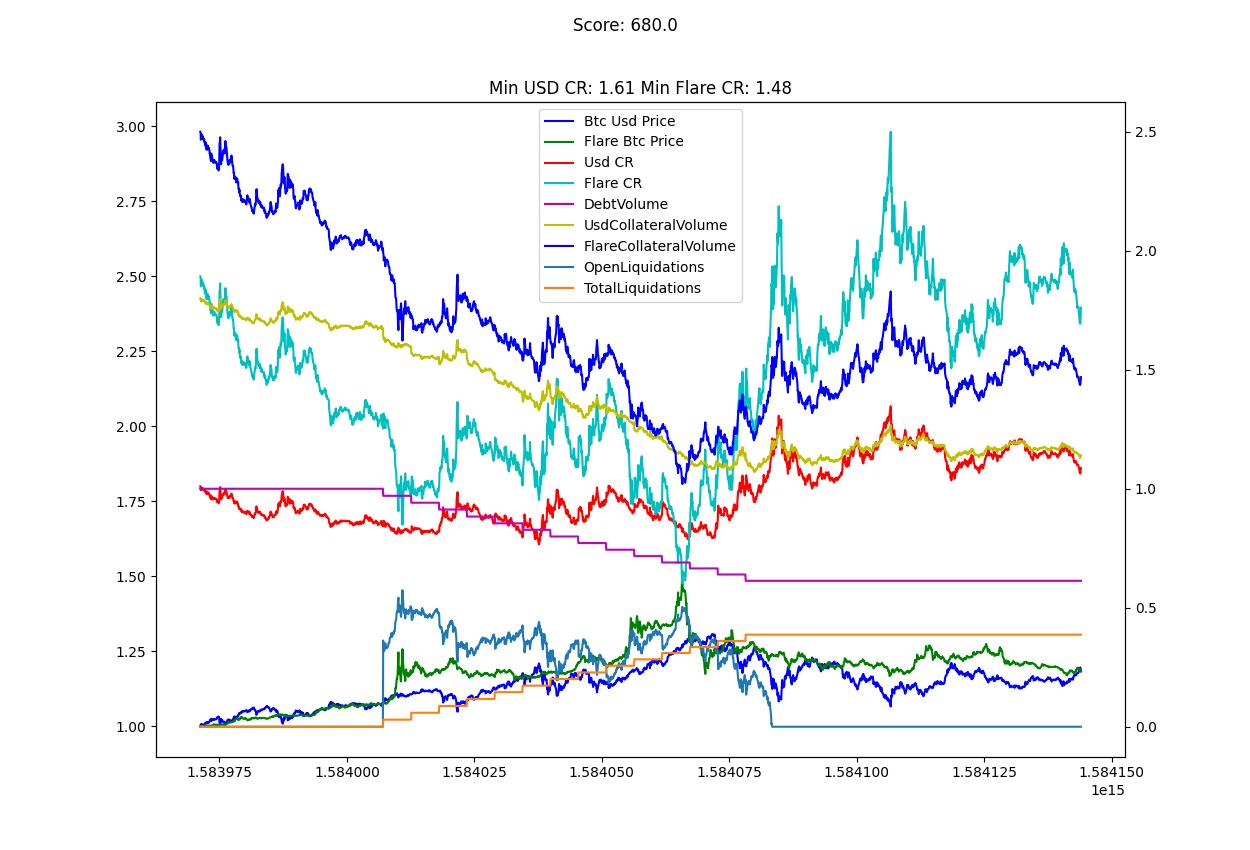 Score: 680.0
Min USD CR: 1.61 Min Flare CR: 1.48
3.00
2.75
2.50
2.25
2.00
1.75
1.50
1.25
1.00
Btc Usd Price
Flare Btc Price
Usd CR
Flare CR
DebtVolume
UsdCollateralVolume
FlareCollateralVolume
OpenLiquidations
TotalLiquidations
2.5
2.0
1.5
1.0
0.5
0.0
1.583975 1.584000 1.584025 1.584050 1.584075 1.584100 1.584125 1.584150
1e15